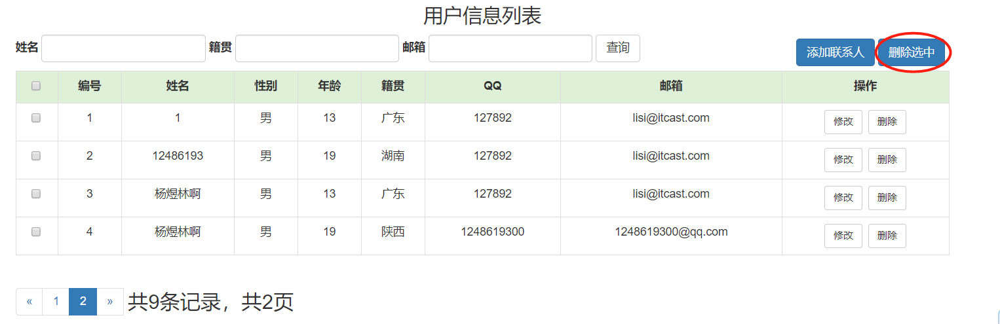 用户信息列表
姓名 籍贯 邮箱 查询 添加联系人 删除选中
编号 姓名 性别 年龄 籍贯 QQ 邮箱 操作
1 1 男 13 广东 127892 lisi@itcast.com 修改 删除
2 12486193 男 19 湖南 127892 lisi@itcast.com 修改 删除
3 杨煜林啊 男 13 广东 127892 lisi@itcast.com 修改 删除
4 杨煜林啊 男 19 陕西 1248619300 1248619300@qq.com 修改 删除
« 1 2 » 共9条记录，共2页